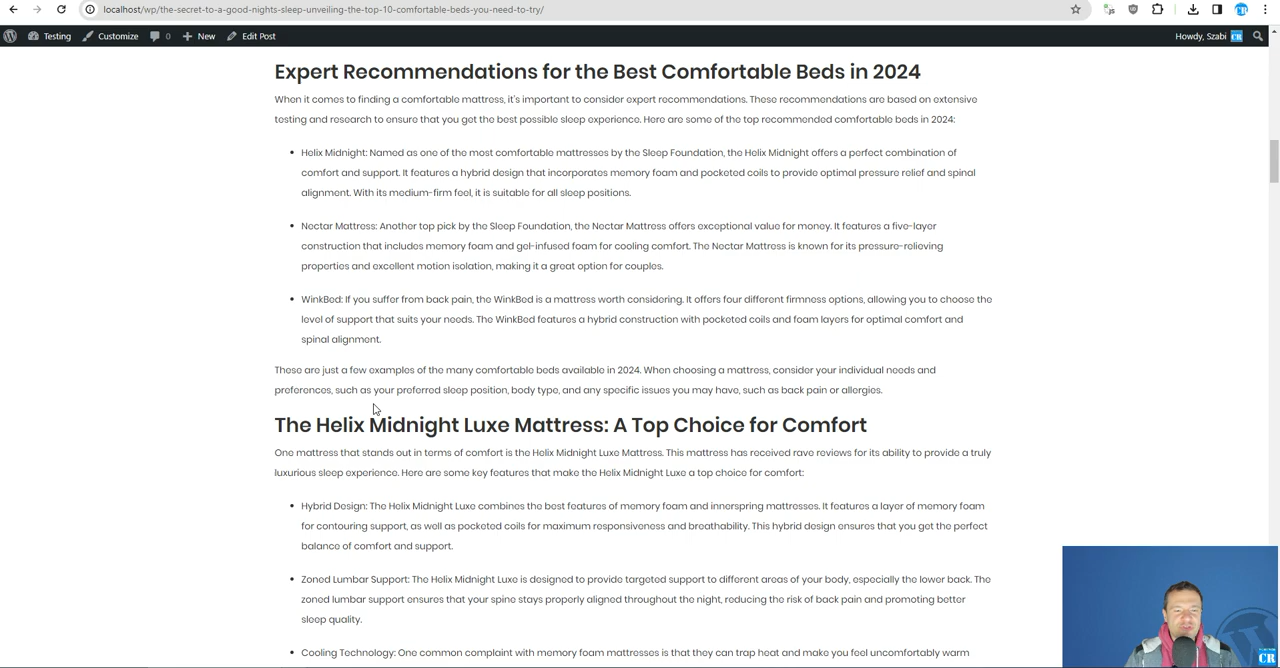 localhost/wp/the-secret-to-a-good-nights-sleep-unveiling-the-top-10-comfortable-beds-you-need-to-try/
Testing Customize 0 New Edit Post Howdy, Szabi CR
Expert Recommendations for the Best Comfortable Beds in 2024
When it comes to finding a comfortable mattress, it's important to consider expert recommendations. These recommendations are based on extensive
testing and research to ensure that you get the best possible sleep experience. Here are some of the top recommended comfortable beds in 2024:
• Helix Midnight: Named as one of the most comfortable mattresses by the Sleep Foundation, the Helix Midnight offers a perfect combination of
comfort and support. It features a hybrid design that incorporates memory foam and pocketed coils to provide optimal pressure relief and spinal
alignment. With its medium-firm feel, it is suitable for all sleep positions.
• Nectar Mattress: Another top pick by the Sleep Foundation, the Nectar Mattress offers exceptional value for money. It features a five-layer
construction that includes memory foam and gel-infused foam for cooling comfort. The Nectar Mattress is known for its pressure-relieving
properties and excellent motion isolation, making it a great option for couples.
• WinkBed: If you suffer from back pain, the WinkBed is a mattress worth considering. It offers four different firmness options, allowing you to choose the
level of support that suits your needs. The WinkBed features a hybrid construction with pocketed coils and foam layers for optimal comfort and
spinal alignment.
These are just a few examples of the many comfortable beds available in 2024. When choosing a mattress, consider your individual needs and
preferences, such as your preferred sleep position, body type, and any specific issues you may have, such as back pain or allergies.
The Helix Midnight Luxe Mattress: A Top Choice for Comfort
One mattress that stands out in terms of comfort is the Helix Midnight Luxe Mattress. This mattress has received rave reviews for its ability to provide a truly
luxurious sleep experience. Here are some key features that make the Helix Midnight Luxe a top choice for comfort:
• Hybrid Design: The Helix Midnight Luxe combines the best features of memory foam and innerspring mattresses. It features a layer of memory foam
for contouring support, as well as pocketed coils for maximum responsiveness and breathability. This hybrid design ensures that you get the perfect
balance of comfort and support.
• Zoned Lumbar Support: The Helix Midnight Luxe is designed to provide targeted support to different areas of your body, especially the lower back. The
zoned lumbar support ensures that your spine stays properly aligned throughout the night, reducing the risk of back pain and promoting better
sleep quality.
• Cooling Technology: One common complaint with memory foam mattresses is that they can trap heat and make you feel uncomfortably warm
CR